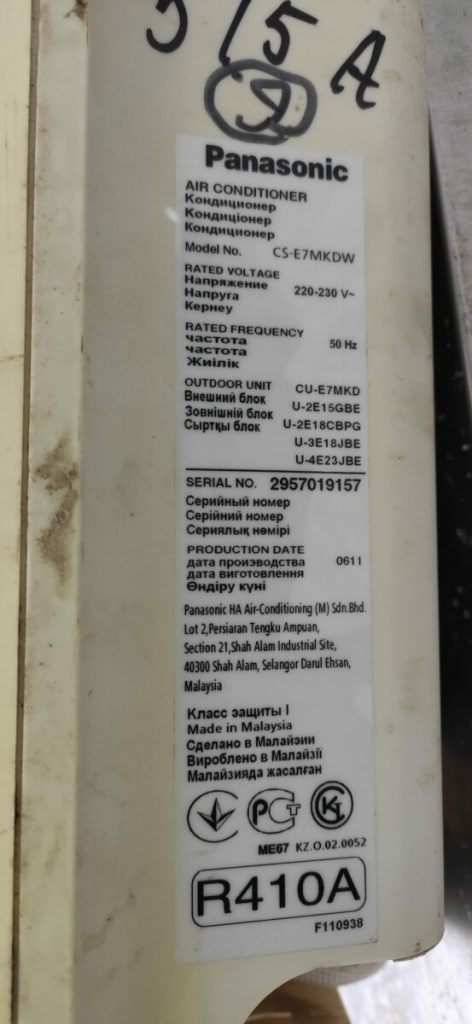 5/5 A
Я
Panasonic
AIR CONDITIONER
Кондиционер
Кондиціонер
Кондиционер
Model No. CS-E7MKDW
RATED VOLTAGE
Напряжение 220-230 V~
Напруга
Кернеу
RATED FREQUENCY
частота 50 Hz
частота
Жиілік
OUTDOOR UNIT CU-E7MKD
Внешний блок U-2E15GBE
Зовнішній блок U-2E18CBPG
Сыртқы блок U-3E18JBE
U-4E23JBE
SERIAL NO. 2957019157
Серийный номер
Серійний номер
Сериялық нөмірі
PRODUCTION DATE
дата производства 0611
дата виготовлення
Өндіру күні
Panasonic HA Air-Conditioning (M) Sdn.Bhd.
Lot 2,Persiaran Tengku Ampuan,
Section 21,Shah Alam Industrial Site,
40300 Shah Alam, Selangor Darul Ehsan,
Malaysia
Класс защиты I
Made in Malaysia
Сделано в Малайзии
Вироблено в Малайзії
Малайзияда жасалған
РСТ
ME67 KZ.O.02.0052
R410A
F110938